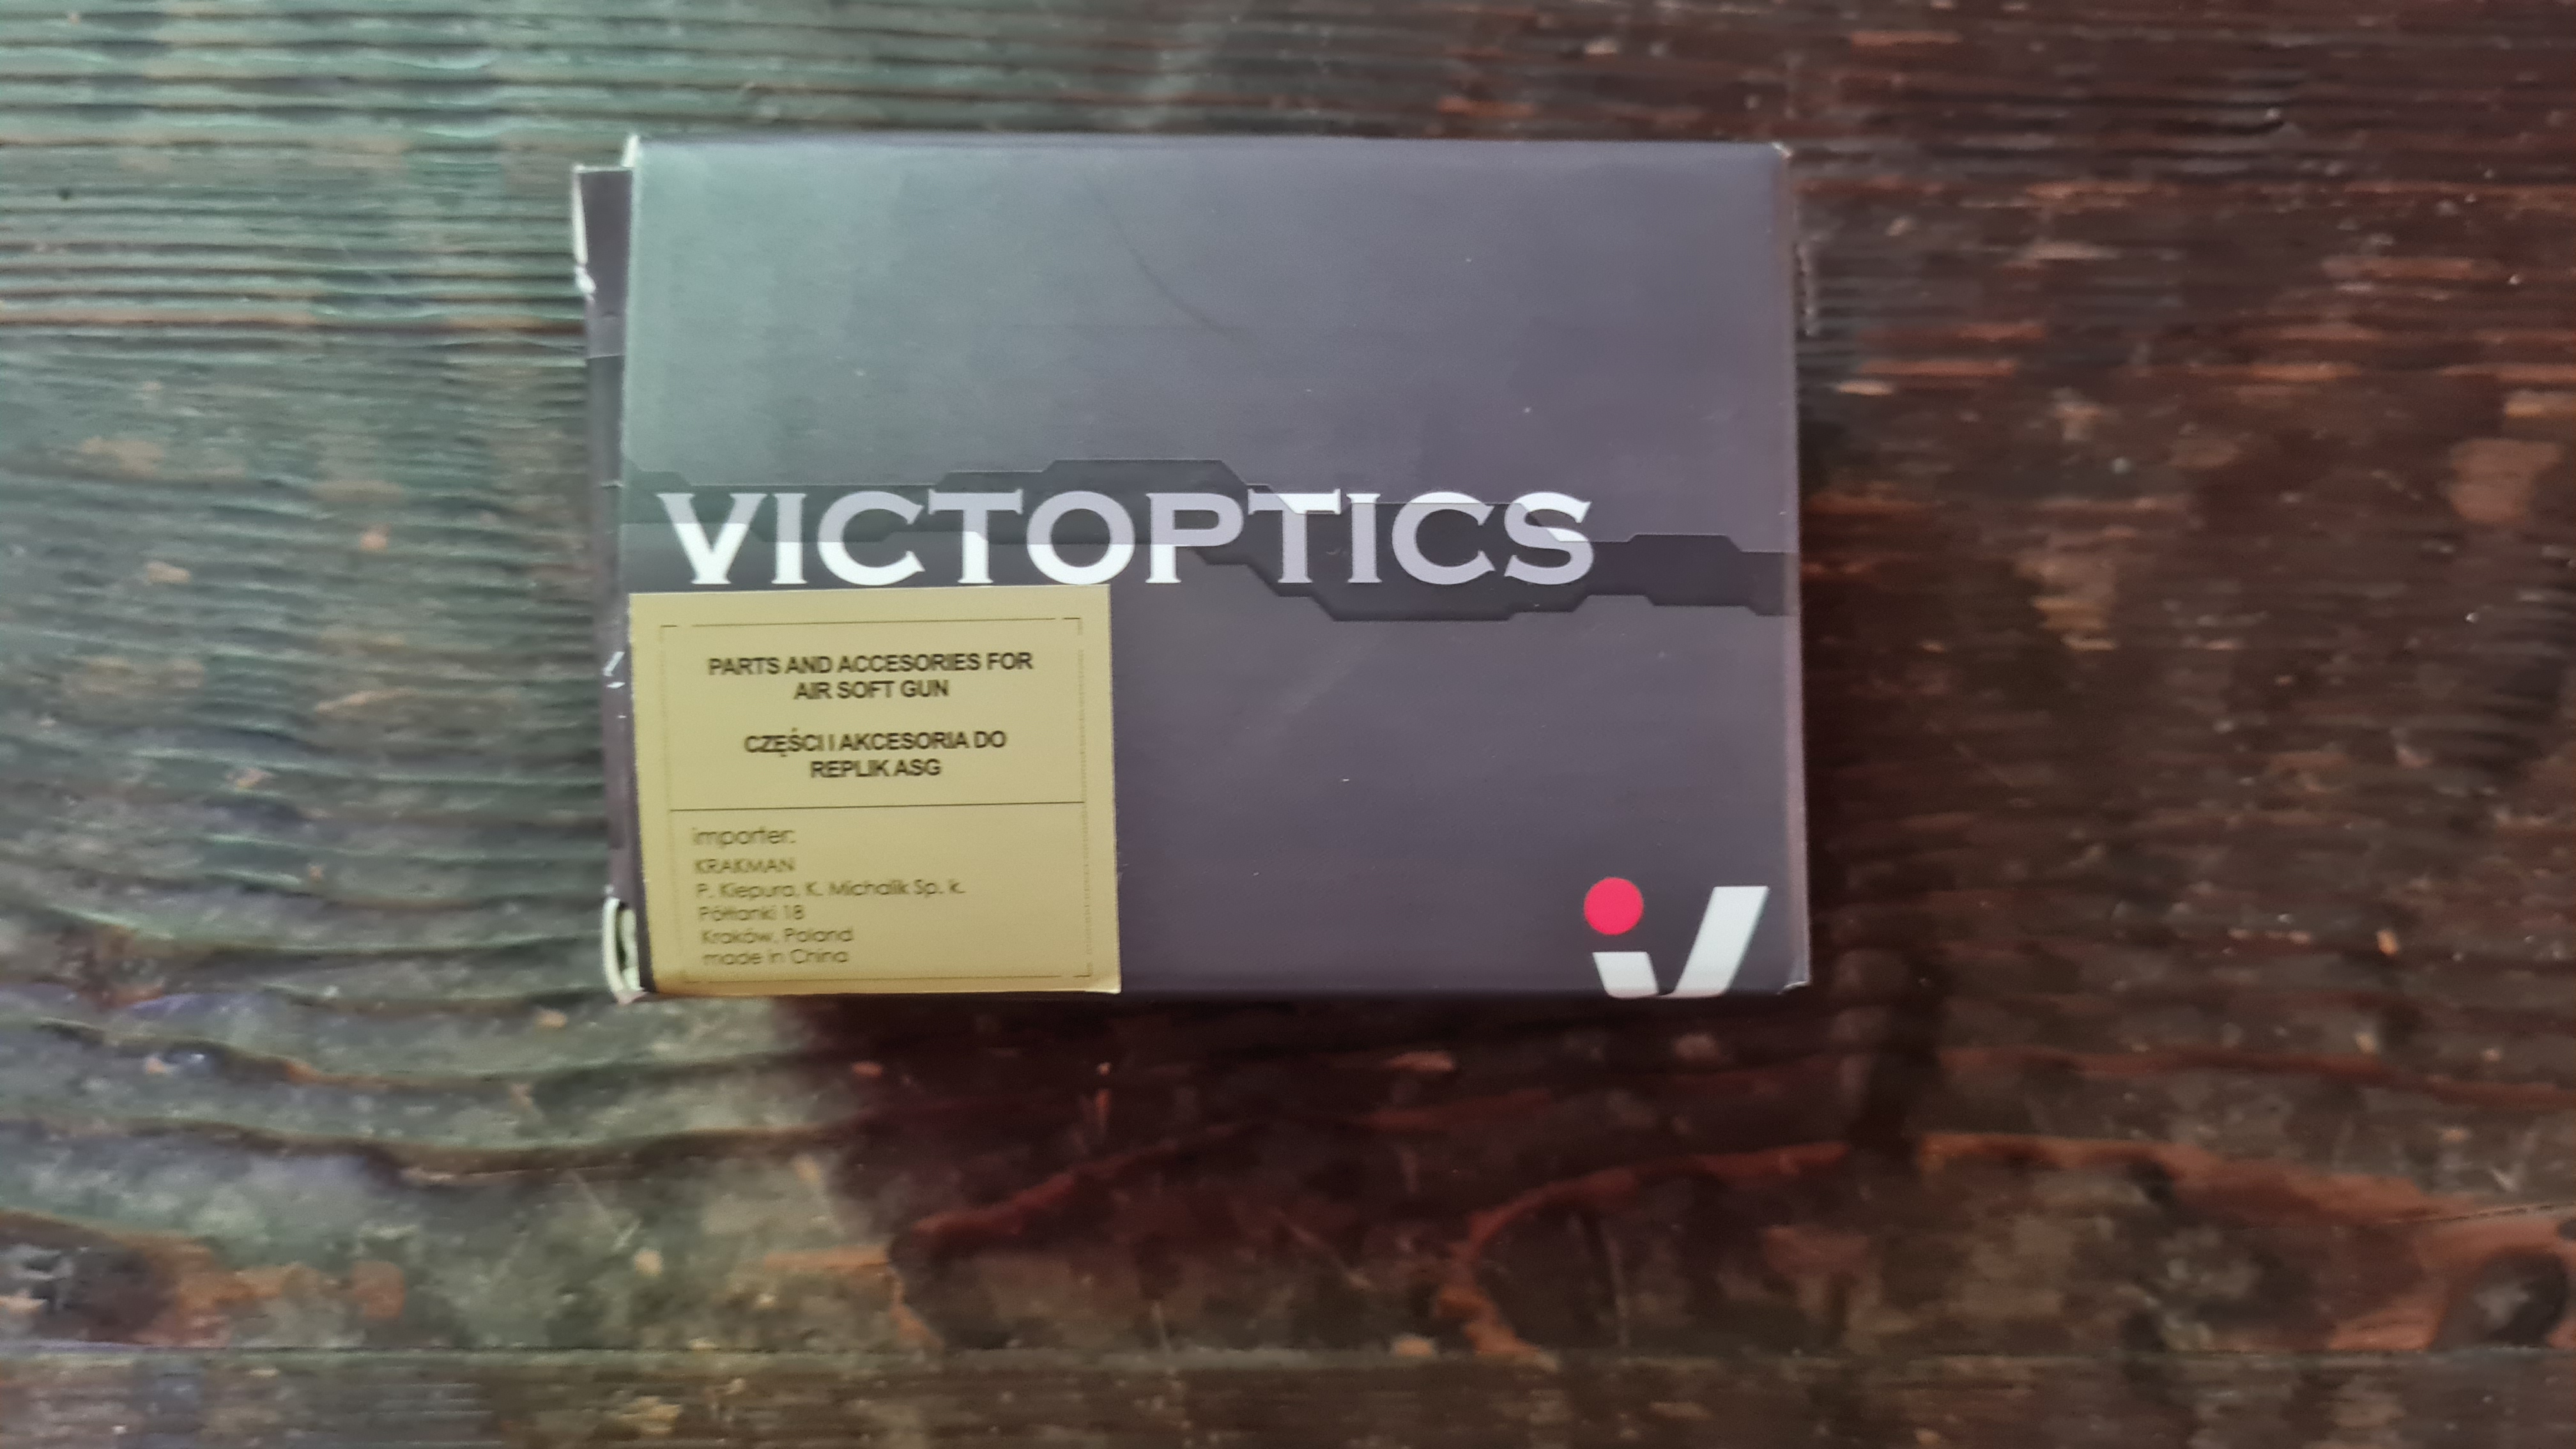 VICTOPTICS
PARTS AND ACCESORIES FOR
AIR SOFT GUN
CZĘŚCI I AKCESORIA DO
REPLIK ASG
importer:
KRAKMAN
P. Kiepura, K. Michalik Sp. k.
Półłanki 18
Kraków, Poland
made in China